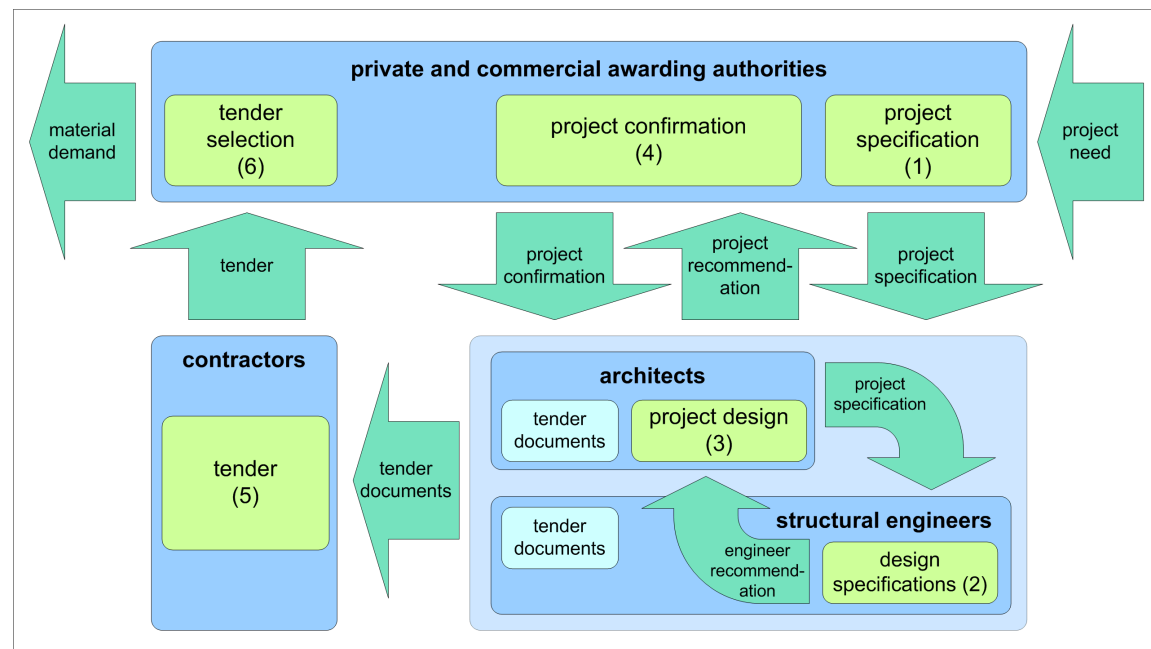 private and commercial awarding authorities
material
demand
tender
selection
(6)
project confirmation
(4)
project
specification
(1)
project
need
tender
project
confirmation
project
recommend-
ation
project
specification
contractors
tender
(5)
tender
documents
architects
tender
documents
project design
(3)
project
specification
structural engineers
tender
documents
engineer
recommend-
ation
design
specifications (2)